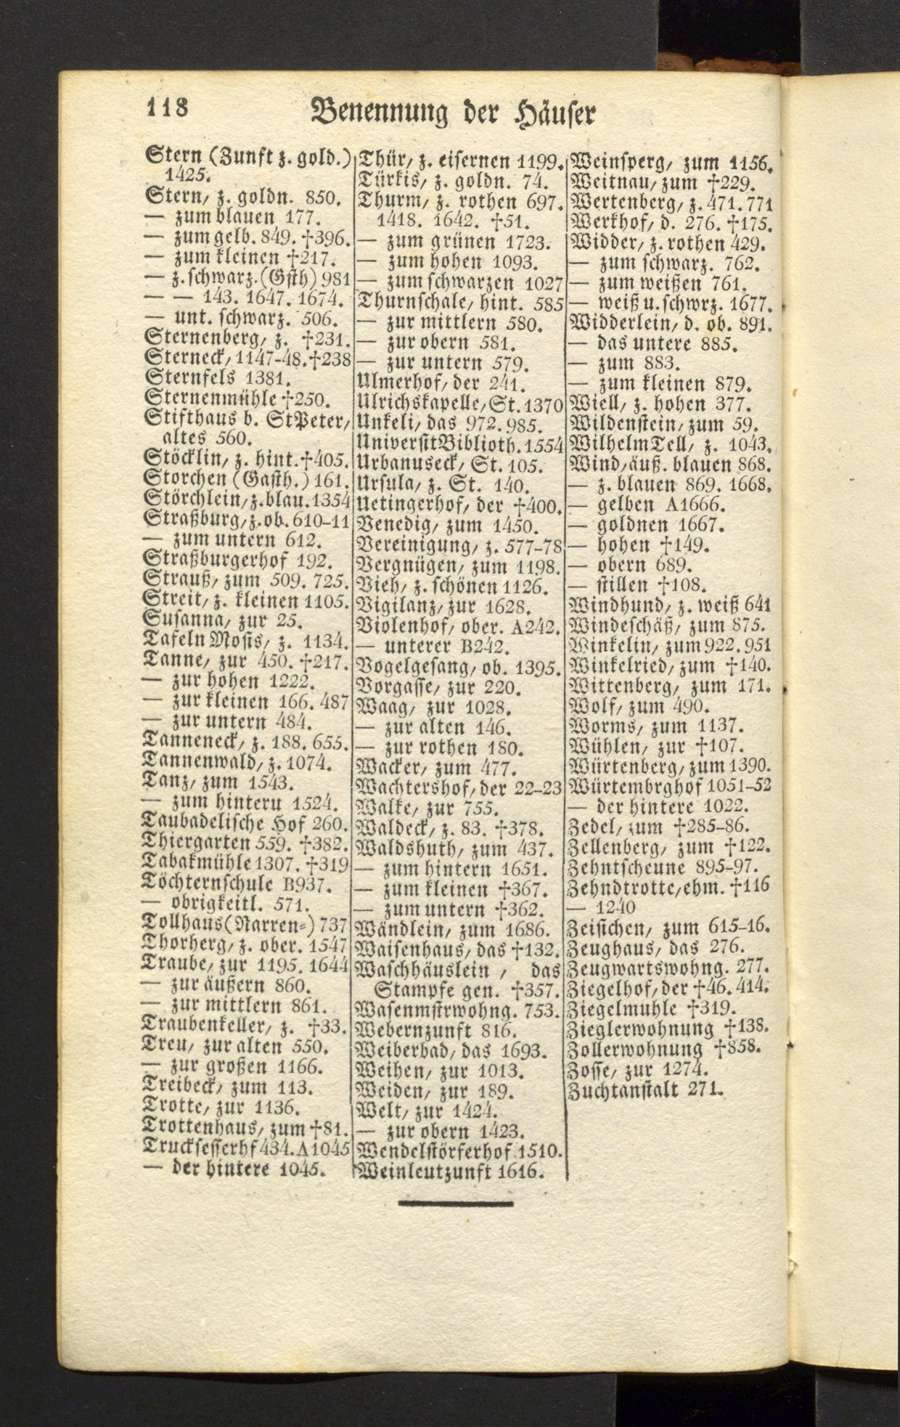 118 Benennung der Häuser
Stern (Zunft z. gold.)
1425.
Stern, z. goldn. 850.
— zum blauen 177.
— zum gelb. 849. †396.
— zum kleinen †217.
— z. schwarz. (Gsth) 981
— — 143. 1647. 1674.
— unt. schwarz. 506.
Sternenberg, z. †231.
Sterneck, 1147-48. †238
Sternfels 1381.
Sternenmühle †250.
Stifthaus b. StPeter,
altes 560.
Stöcklin, z. hint. †405.
Storchen (Gasth.) 161.
Störchlein, z. blau. 1354
Straßburg, z. ob. 610-11
— zum untern 612.
Straßburgerhof 192.
Strauß, zum 509. 725.
Streit, z. kleinen 1105.
Susanna, zur 25.
Tafeln Mosis, z. 1134.
Tanne, zur 450. †217.
— zur hohen 1222.
— zur kleinen 166. 487
— zur untern 484.
Tanneneck, z. 188. 655.
Tannenwald, z. 1074.
Tanz, zum 1543.
— zum hinteru 1524.
Taubadelische Hof 260.
Thiergarten 559. †382.
Tabakmühle 1307. †319
Töchternschule B937.
— obrigkeitl. 571.
Tollhaus (Narren=) 737
Thorberg, z. ober. 1547
Traube, zur 1195. 1644
— zur äußern 860.
— zur mittlern 861.
Traubenkeller, z. †33.
Treu, zur alten 550.
— zur großen 1166.
Treibeck, zum 113.
Trotte, zur 1136.
Trottenhaus, zum †81.
Trucksesserhf 434. A1045
— der hintere 1045.
Thür, z. eisernen 1199.
Türkis, z. goldn. 74.
Thurm, z. rothen 697.
1418. 1642. †51.
— zum grünen 1723.
— zum hohen 1093.
— zum schwarzen 1027
Thurnschale, hint. 585
— zur mittlern 580.
— zur obern 581.
— zur untern 579.
Ulmerhof, der 241.
Ulrichskapelle, St. 1370
Unkeli, das 972. 985.
UniversitBiblioth. 1554
Urbanuseck, St. 105.
Ursula, z. St. 140.
Uetingerhof, der †400.
Venedig, zum 1450.
Vereinigung, z. 577-78
Vergnügen, zum 1198.
Vieh, z. schönen 1126.
Vigilanz, zur 1628.
Violenhof, ober. A242.
— unterer B242.
Vogelgesang, ob. 1395.
Vorgasse, zur 220.
Waag, zur 1028.
— zur alten 146.
— zur rothen 180.
Wacker, zum 477.
Wachtershof, der 22-23
Walke, zur 755.
Waldeck, z. 83. †378.
Waldshuth, zum 437.
— zum hintern 1651.
— zum kleinen †367.
— zum untern †362.
Wändlein, zum 1686.
Waisenhaus, das †132.
Waschhäuslein, das
Stampfe gen. †357.
Wasenmstrwohng. 753.
Webernzunft 816.
Weiberbad, das 1693.
Weihen, zur 1013.
Weiden, zur 189.
Welt, zur 1424.
— zur obern 1423.
Wendelstörferhof 1510.
Weinleutzunft 1616.
Weinsperg, zum 1156.
Weitnau, zum †229.
Wertenberg, z. 471. 771
Werkhof, d. 276. †175.
Widder, z. rothen 429.
— zum schwarz. 762.
— zum weißen 761.
— weiß u. schwrz. 1677.
Widderlein, d. ob. 891.
— das untere 885.
— zum 883.
— zum kleinen 879.
Wiell, z. hohen 377.
Wildenstein, zum 59.
Wilhelm Tell, z. 1043.
Wind, äuß. blauen 868.
— z. blauen 869. 1668.
— gelben A1666.
— goldnen 1667.
— hohen †149.
— obern 689.
— stillen †108.
Windhund, z. weiß 641
Windeschäß, zum 875.
Winkelin, zum 922. 951
Winkelried, zum †140.
Wittenberg, zum 171.
Wolf, zum 490.
Worms, zum 1137.
Wühlen, zur †107.
Würtenberg, zum 1390.
Würtembrghof 1051-52
— der hintere 1022.
Zedel, zum †285-86.
Zellenberg, zum †122.
Zehntscheune 895-97.
Zehndtrotte, ehm. †116
— 1240
Zeisichen, zum 615-16.
Zeughaus, das 276.
Zeugwartswohng. 277.
Ziegelhof, der †46. 414.
Ziegelmuhle †319.
Zieglerwohnung †138.
Zollerwohnung †858.
Zosse, zur 1274.
Zuchtanstalt 271.